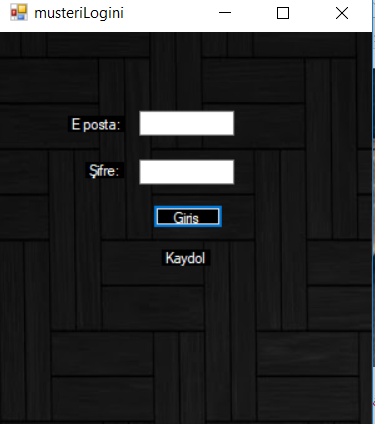 musteriLogini
E posta:
Şifre:
Giris
Kaydol